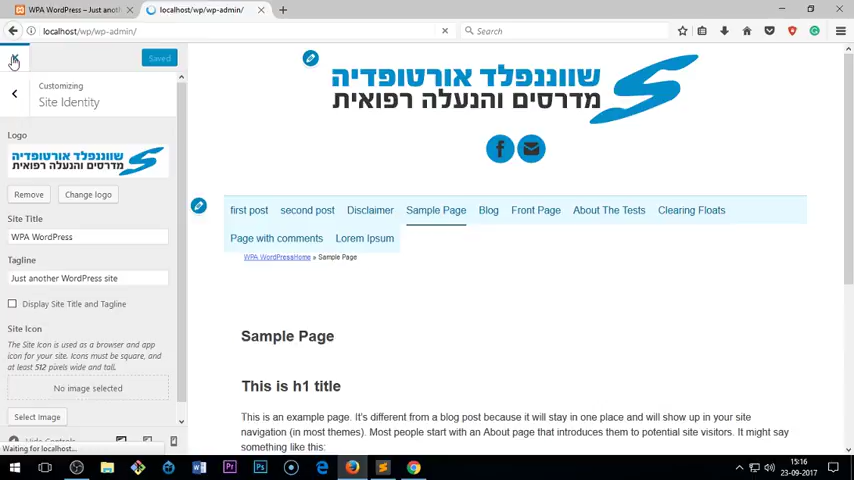 WPA WordPress – Just anoth
localhost/wp/wp-admin/
localhost/wp/wp-admin/
Search
Saved
Customizing
Site Identity
Logo
שווננפלד אורטופדיה
Remove
Change logo
Site Title
WPA WordPress
Tagline
Just another WordPress site
Display Site Title and Tagline
Site Icon
The Site Icon is used as a browser and app
icon for your site. Icons must be square, and
at least 512 pixels wide and tall.
No image selected
Select Image
Hide Controls
Waiting for localhost...
שווננפלד אורטופדיה
מדרסים והנעלה רפואית
first post second post Disclaimer Sample Page Blog Front Page About The Tests Clearing Floats
Page with comments Lorem Ipsum
WPA WordPressHome » Sample Page
Sample Page
This is h1 title
This is an example page. It's different from a blog post because it will stay in one place and will show up in your site
navigation (in most themes). Most people start with an About page that introduces them to potential site visitors. It might say
something like this:
15:16
23-09-2017